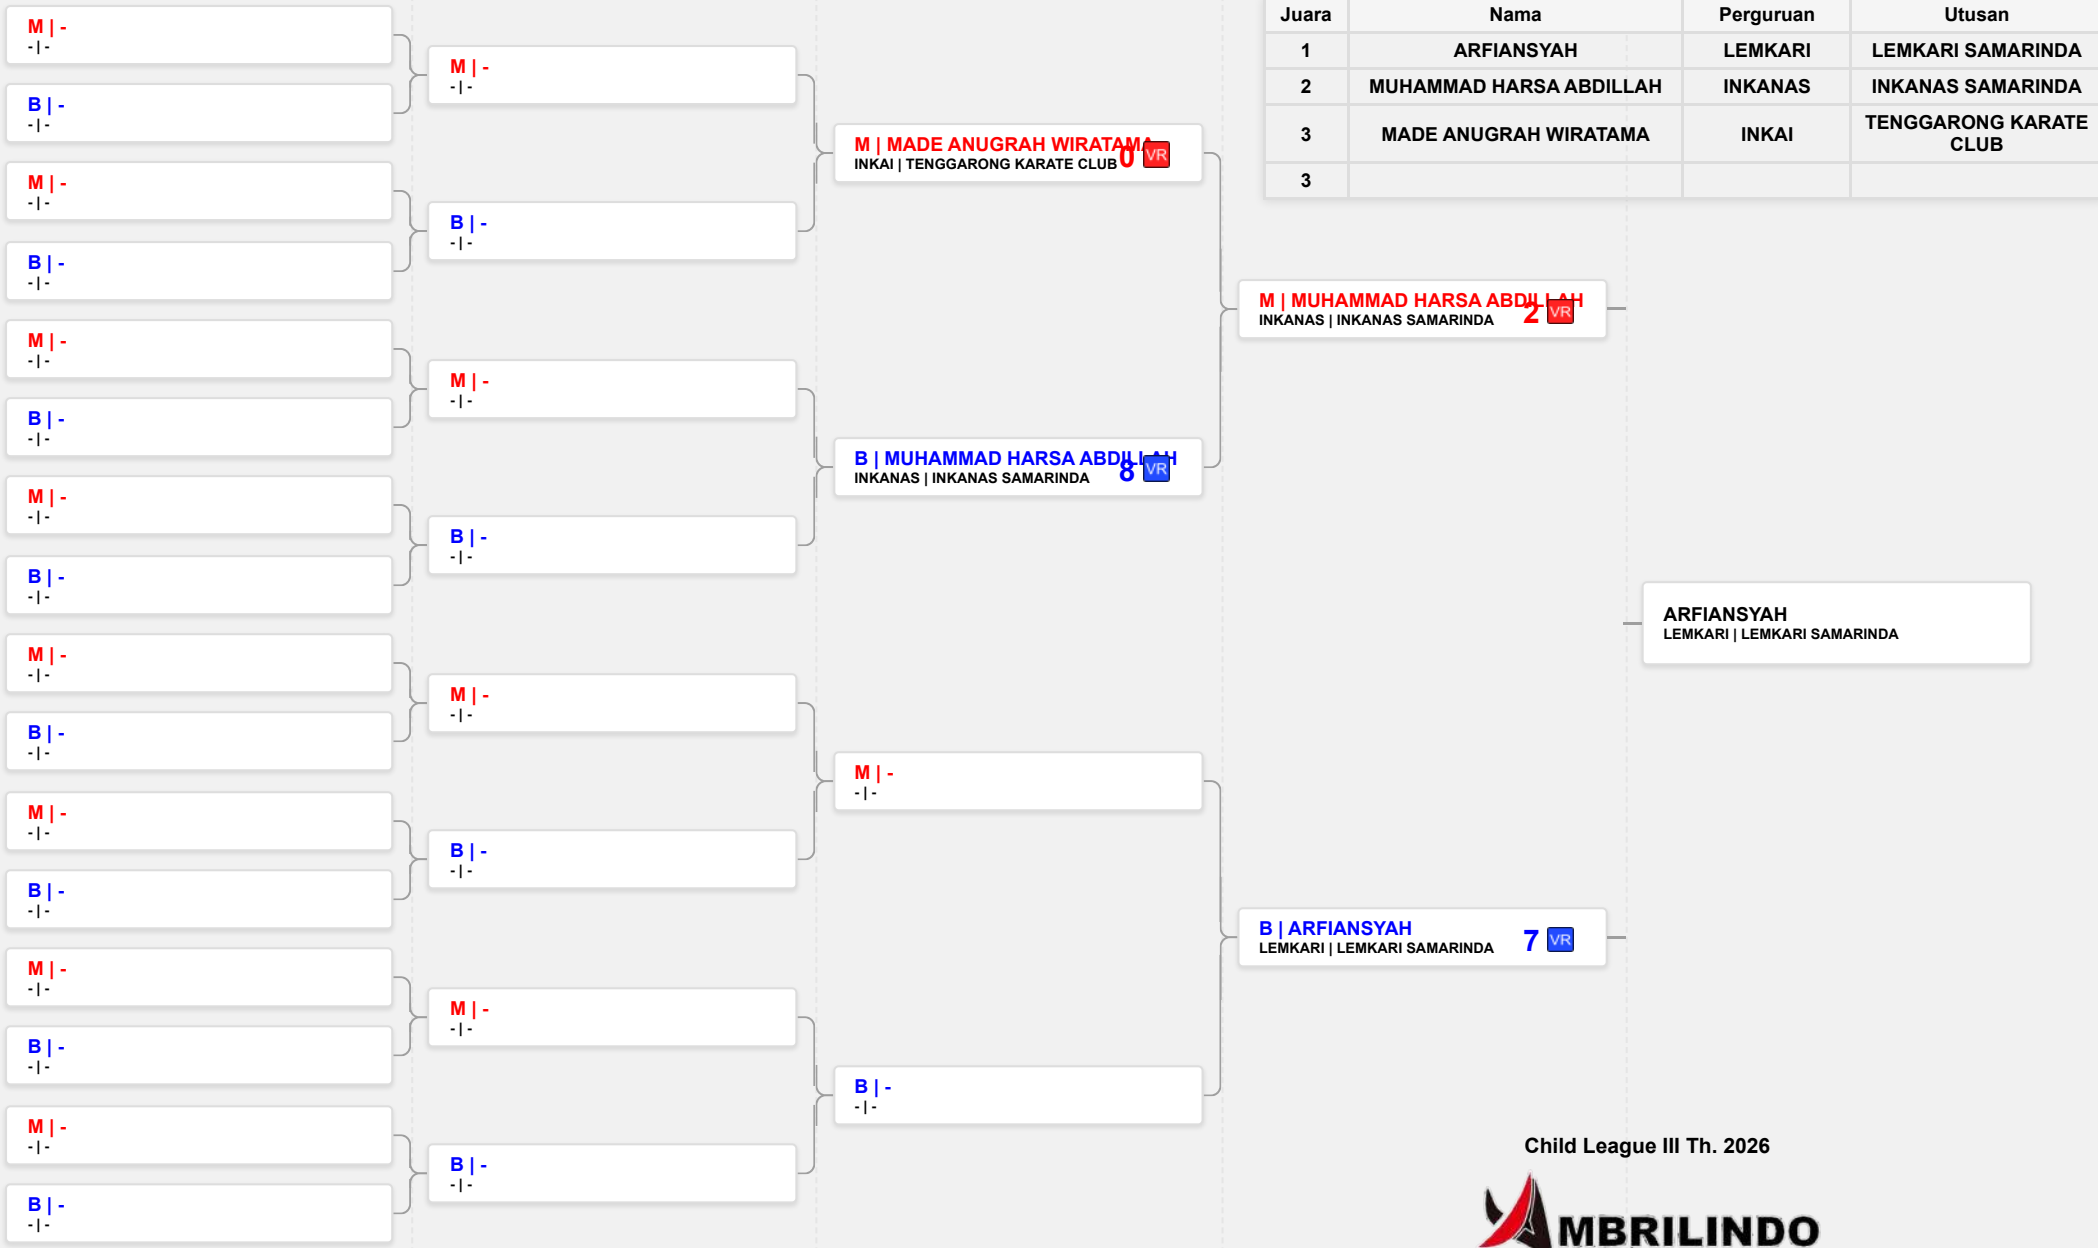 M | -
- | -
B | -
- | -
M | -
- | -
B | -
- | -
M | -
- | -
B | -
- | -
M | -
- | -
B | -
- | -
M | -
- | -
B | -
- | -
M | -
- | -
B | -
- | -
M | -
- | -
B | -
- | -
M | -
- | -
B | -
- | -
M | -
- | -
B | -
- | -
M | -
- | -
B | -
- | -
M | -
- | -
B | -
- | -
M | -
- | -
B | -
- | -
M | MADE ANUGRAH WIRATAMA
INKAI | TENGGARONG KARATE CLUB 0 VR
B | MUHAMMAD HARSA ABDILLAH
INKANAS | INKANAS SAMARINDA 8 VR
M | -
- | -
B | -
- | -
M | MUHAMMAD HARSA ABDILLAH
INKANAS | INKANAS SAMARINDA 2 VR
B | ARFIANSYAH
LEMKARI | LEMKARI SAMARINDA 7 VR
ARFIANSYAH
LEMKARI | LEMKARI SAMARINDA
Juara Nama Perguruan Utusan
1 ARFIANSYAH LEMKARI LEMKARI SAMARINDA
2 MUHAMMAD HARSA ABDILLAH INKANAS INKANAS SAMARINDA
3 MADE ANUGRAH WIRATAMA INKAI TENGGARONG KARATE CLUB
3
Child League III Th. 2026
AMBRILINDO